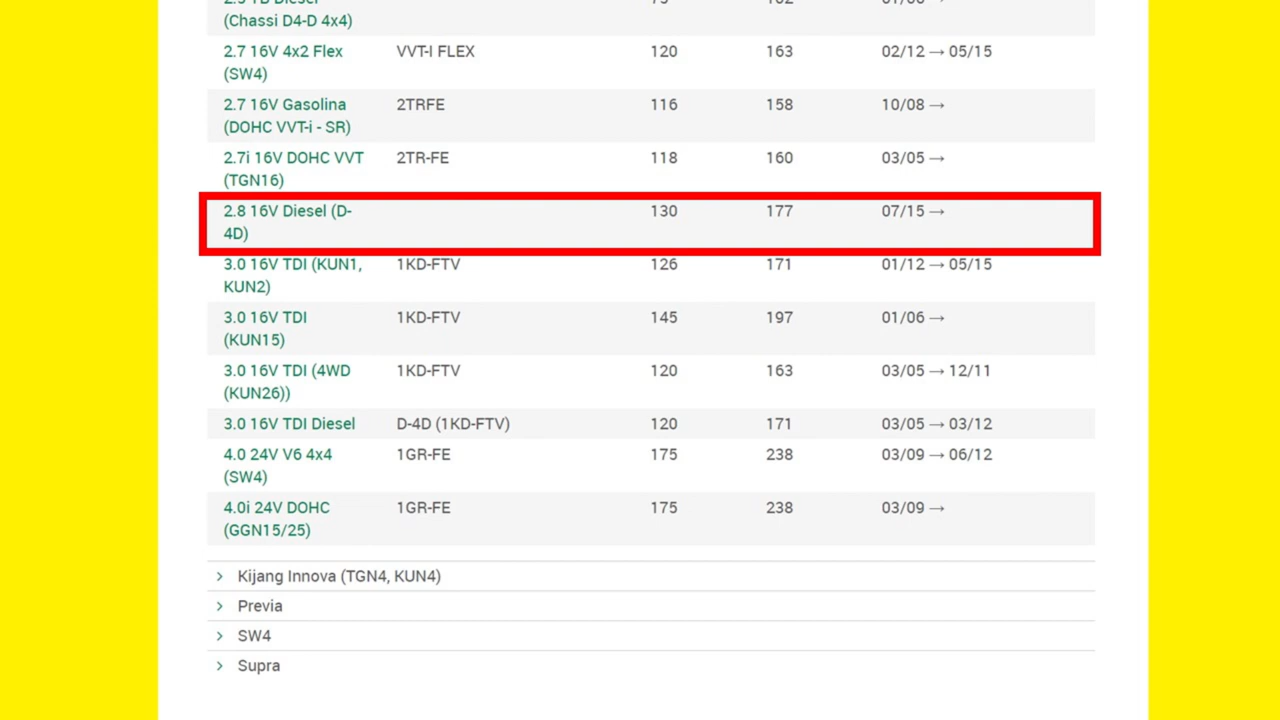 (Chassi D4-D 4x4)
2.7 16V 4x2 Flex VVT-I FLEX 120 163 02/12 → 05/15
(SW4)
2.7 16V Gasolina 2TRFE 116 158 10/08 →
(DOHC VVT-i - SR)
2.7i 16V DOHC VVT 2TR-FE 118 160 03/05 →
(TGN16)
2.8 16V Diesel (D- 130 177 07/15 →
4D)
3.0 16V TDI (KUN1, 1KD-FTV 126 171 01/12 → 05/15
KUN2)
3.0 16V TDI 1KD-FTV 145 197 01/06 →
(KUN15)
3.0 16V TDI (4WD 1KD-FTV 120 163 03/05 → 12/11
(KUN26))
3.0 16V TDI Diesel D-4D (1KD-FTV) 120 171 03/05 → 03/12
4.0 24V V6 4x4 1GR-FE 175 238 03/09 → 06/12
(SW4)
4.0i 24V DOHC 1GR-FE 175 238 03/09 →
(GGN15/25)
Kijang Innova (TGN4, KUN4)
Previa
SW4
Supra